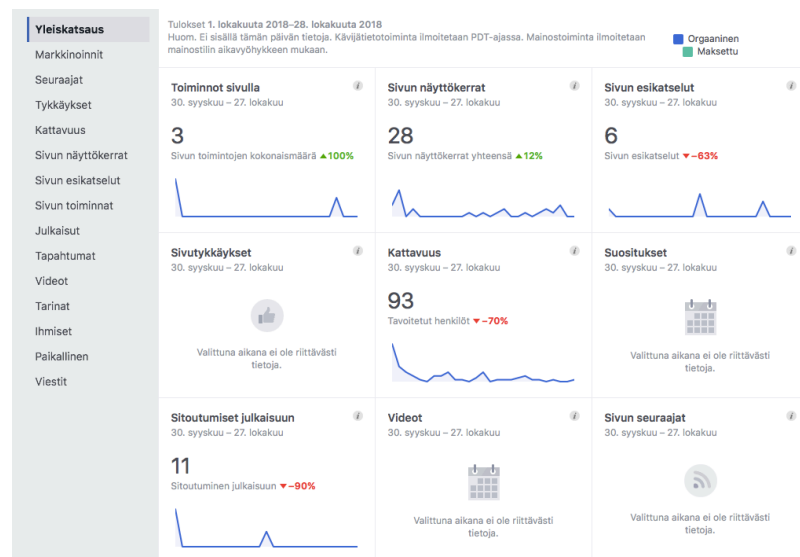 Yleiskatsaus
Markkinoinnit
Seuraajat
Tykkäykset
Kattavuus
Sivun näyttökerrat
Sivun esikatselut
Sivun toiminnat
Julkaisut
Tapahtumat
Videot
Tarinat
Ihmiset
Paikallinen
Viestit
Tulokset 1. lokakuuta 2018–28. lokakuuta 2018
Huom. Ei sisällä tämän päivän tietoja. Kävijätietotoiminta ilmoitetaan PDT-ajassa. Mainostoiminta ilmoitetaan
mainostilin aikavyöhykkeen mukaan.
Orgaaninen
Maksettu
Toiminnot sivulla
30. syyskuu – 27. lokakuu
3
Sivun toimintojen kokonaismäärä ▲100%
Sivun näyttökerrat
30. syyskuu – 27. lokakuu
28
Sivun näyttökerrat yhteensä ▲12%
Sivun esikatselut
30. syyskuu – 27. lokakuu
6
Sivun esikatselut ▼–63%
Sivutykkäykset
30. syyskuu – 27. lokakuu
Valittuna aikana ei ole riittävästi
tietoja.
Kattavuus
30. syyskuu – 27. lokakuu
93
Tavoitetut henkilöt ▼–70%
Suositukset
30. syyskuu – 27. lokakuu
Valittuna aikana ei ole riittävästi
tietoja.
Sitoutumiset julkaisuun
30. syyskuu – 27. lokakuu
11
Sitoutuminen julkaisuun ▼–90%
Videot
30. syyskuu – 27. lokakuu
Valittuna aikana ei ole riittävästi
tietoja.
Sivun seuraajat
30. syyskuu – 27. lokakuu
Valittuna aikana ei ole riittävästi
tietoja.